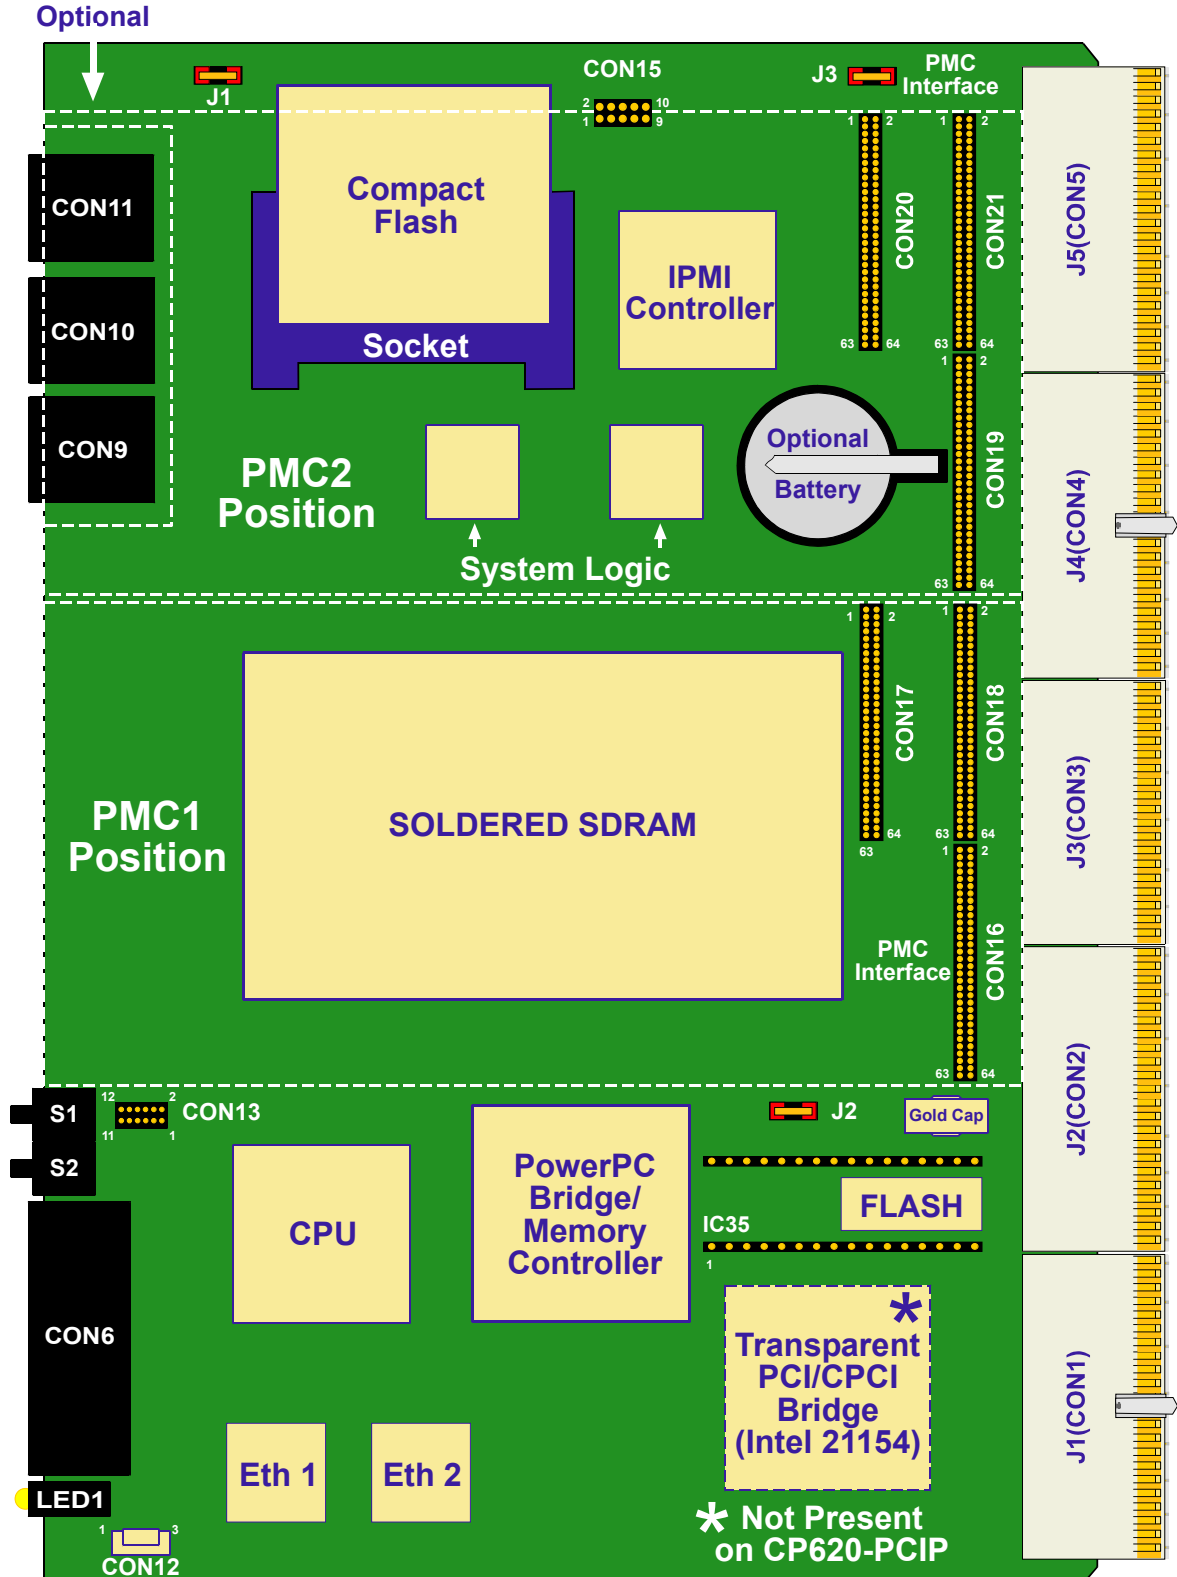 Optional
J1
CON15
2 10
1 9
J3
PMC
Interface
1 2
1 2
CON11
Compact
Flash
CON20
CON21
J5(CON5)
IPMI
Controller
CON10
Socket
63 64
63 64
1 2
CON9
Optional
Battery
CON19
J4(CON4)
PMC2
Position
System Logic
63 64
1 2
1 2
CON17
CON18
J3(CON3)
PMC1
Position
SOLDERED SDRAM
64
63
63 64
1 2
PMC
Interface
CON16
63 64
J2(CON2)
S1
12 2
11 1
CON13
J2
Gold Cap
S2
CPU
PowerPC
Bridge/
Memory
Controller
FLASH
IC35
1
CON6
*
Transparent
PCI/CPCI
Bridge
(Intel 21154)
J1(CON1)
Eth 1
Eth 2
LED1
* Not Present
on CP620-PCIP
1 3
CON12